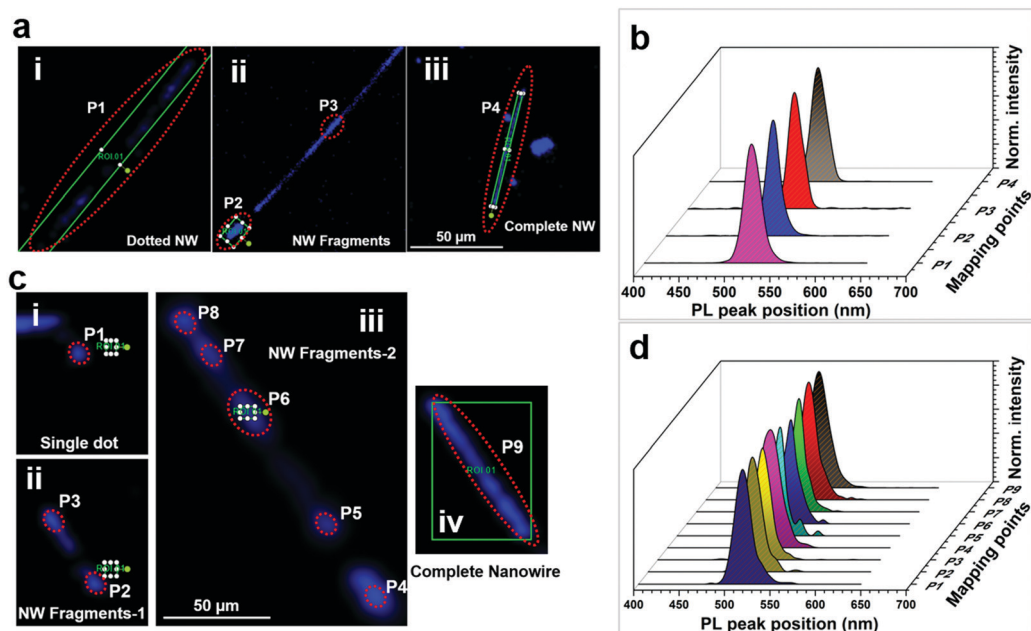 a
i
P1
ROI.01
Dotted NW
ii
P3
P2
NW Fragments
iii
P4
Complete NW
50 µm
b
Norm. intensity
P4
P3
P2
P1
Mapping points
400 450 500 550 600 650 700
PL peak position (nm)
c
i
P1
Single dot
ii
P3
P2
NW Fragments-1
iii
P8
NW Fragments-2
P7
P6
P5
P4
50 µm
P9
ROI.01
iv
Complete Nanowire
d
Norm. intensity
P9
P8
P7
P6
P5
P4
P3
P2
P1
Mapping points
400 450 500 550 600 650 700
PL peak position (nm)